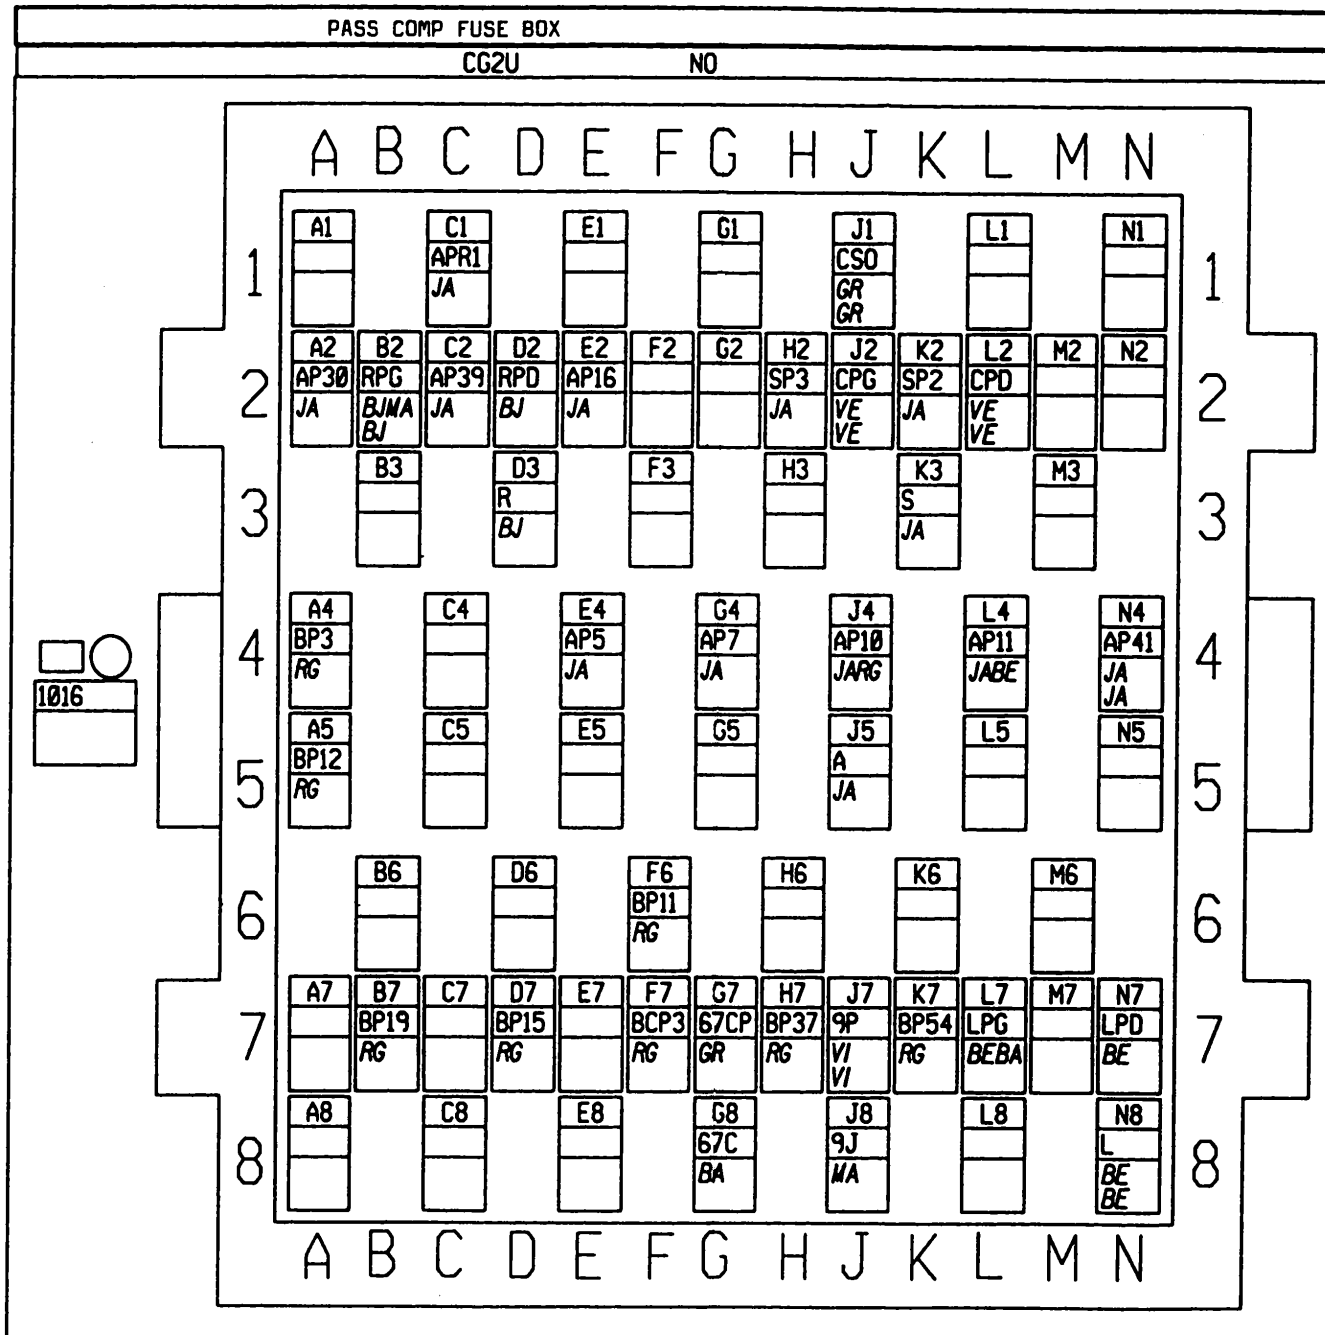 PASS COMP FUSE BOX
CG2U NO
A B C D E F G H J K L M N
A1 C1 E1 G1 J1 L1 N1
1 APR1 CSO 1
JA GR
GR
A2 B2 C2 D2 E2 F2 G2 H2 J2 K2 L2 M2 N2
AP30 RPG AP39 RPD AP16 SP3 CPG SP2 CPD
2 JA BJMA JA BJ JA JA VE JA VE 2
BJ VE VE
B3 D3 F3 H3 K3 M3
3 R S 3
BJ JA
A4 C4 E4 G4 J4 L4 N4
BP3 AP5 AP7 AP10 AP11 AP41
4 RG JA JA JARG JABE JA 4
JA
1016
A5 C5 E5 G5 J5 L5 N5
BP12 A
5 RG JA 5
B6 D6 F6 H6 K6 M6
6 BP11 6
RG
A7 B7 C7 D7 E7 F7 G7 H7 J7 K7 L7 M7 N7
BP19 BP15 BCP3 67CP BP37 9P BP54 LPG LPD
7 RG RG RG GR RG VI RG BEBA BE 7
VI
A8 C8 E8 G8 J8 L8 N8
67C 9J L
8 BA MA BE 8
BE
A B C D E F G H J K L M N